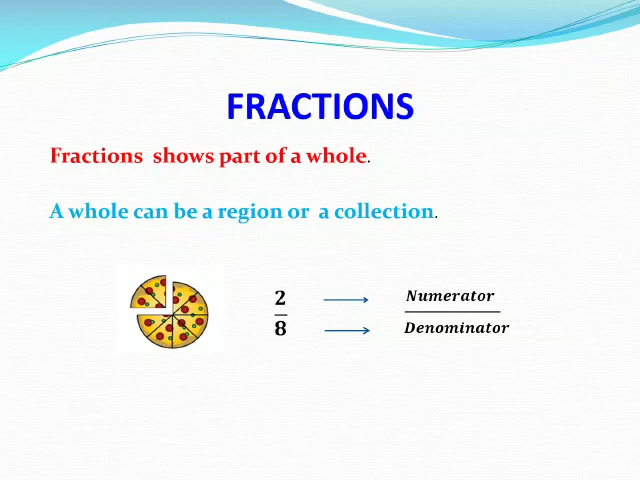 FRACTIONS
Fractions  shows part of a whole.
A whole can be a region or  a collection.
2
8
Numerator
Denominator